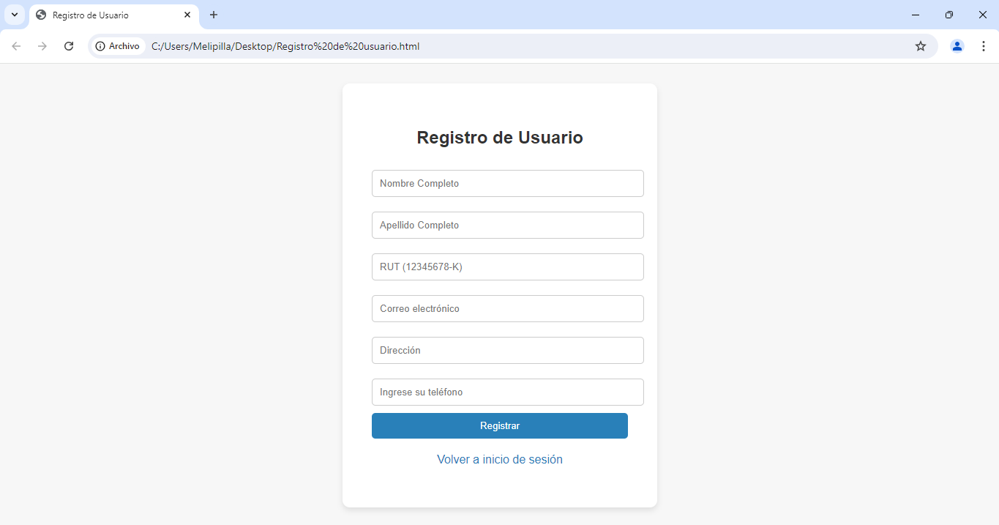 Registro de Usuario
Archivo
C:/Users/Melipilla/Desktop/Registro%20de%20usuario.html
Registro de Usuario
Nombre Completo
Apellido Completo
RUT (12345678-K)
Correo electrónico
Dirección
Ingrese su teléfono
Registrar
Volver a inicio de sesión